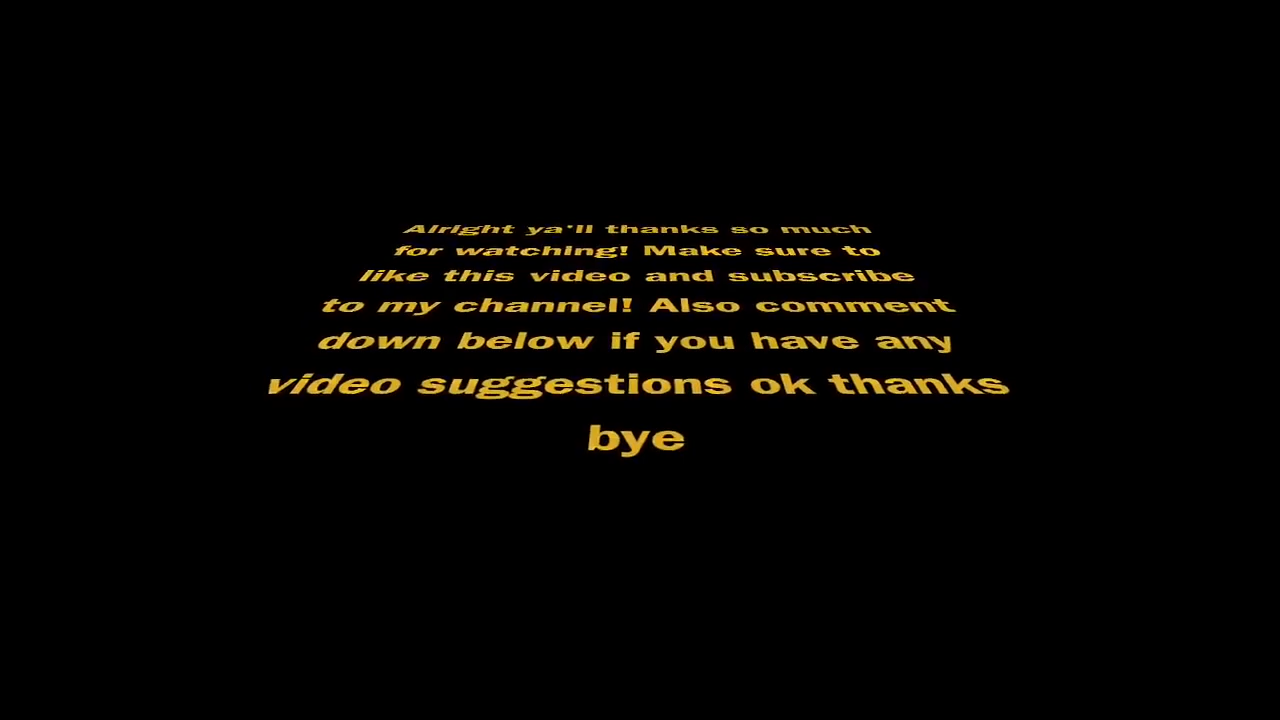 Alright ya'll thanks so much
for watching! Make sure to
like this video and subscribe
to my channel! Also comment
down below if you have any
video suggestions ok thanks
bye